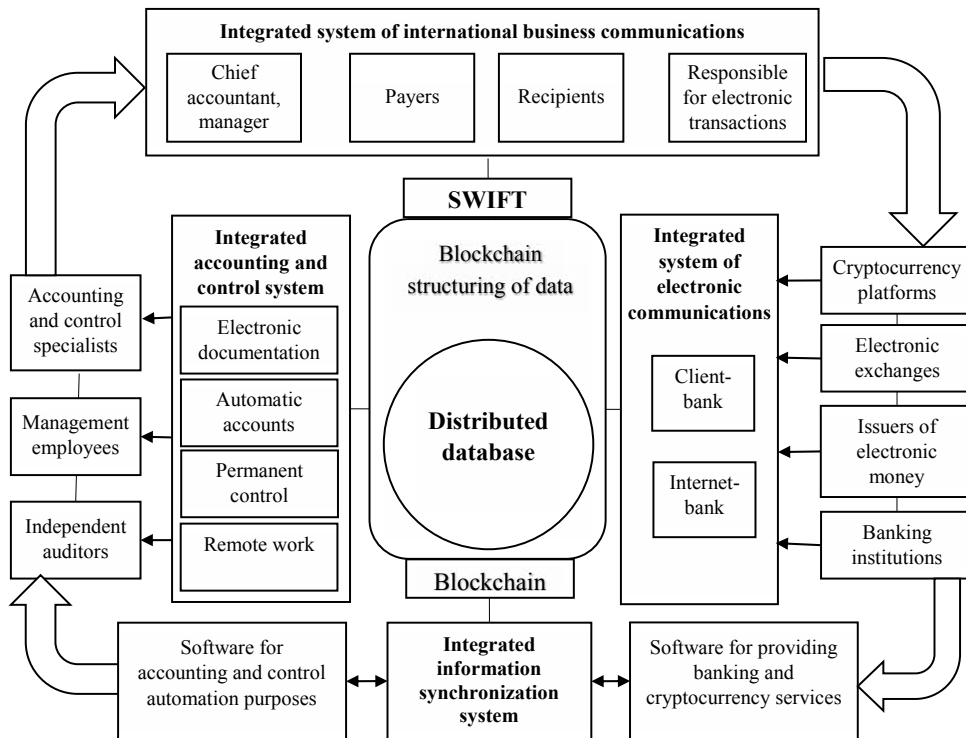 Integrated system of international business communications
Chief
accountant,
manager
Payers
Recipients
Responsible
for electronic
transactions
SWIFT
Integrated
accounting and
control system
Electronic
documentation
Automatic
accounts
Permanent
control
Remote work
Blockchain
structuring of data
Distributed
database
Blockchain
Integrated
system of
electronic
communications
Client-
bank
Internet-
bank
Accounting
and control
specialists
Management
employees
Independent
auditors
Cryptocurrency
platforms
Electronic
exchanges
Issuers of
electronic
money
Banking
institutions
Software for
accounting and control
automation purposes
Integrated
information
synchronization
system
Software for providing
banking and
cryptocurrency services